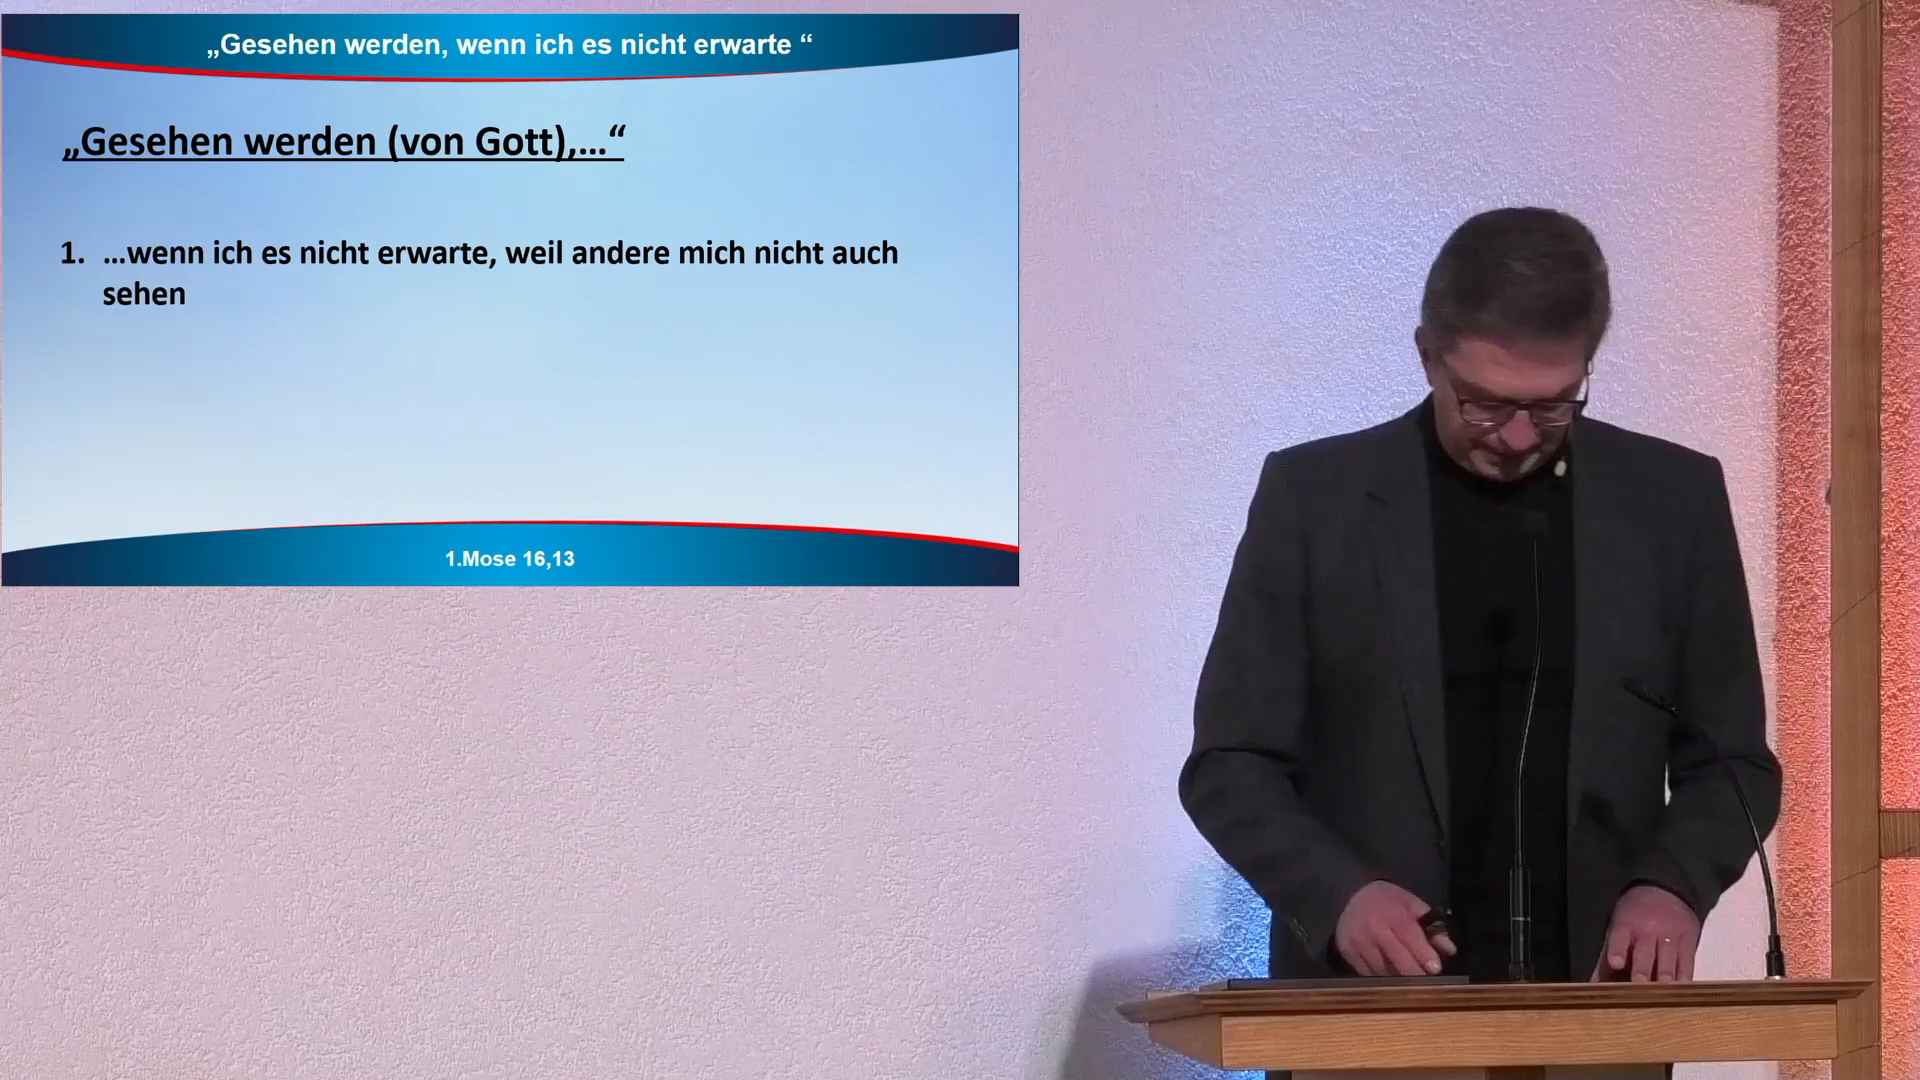 „Gesehen werden, wenn ich es nicht erwarte “
„Gesehen werden (von Gott),...“
1. ...wenn ich es nicht erwarte, weil andere mich nicht auch
sehen
1.Mose 16,13